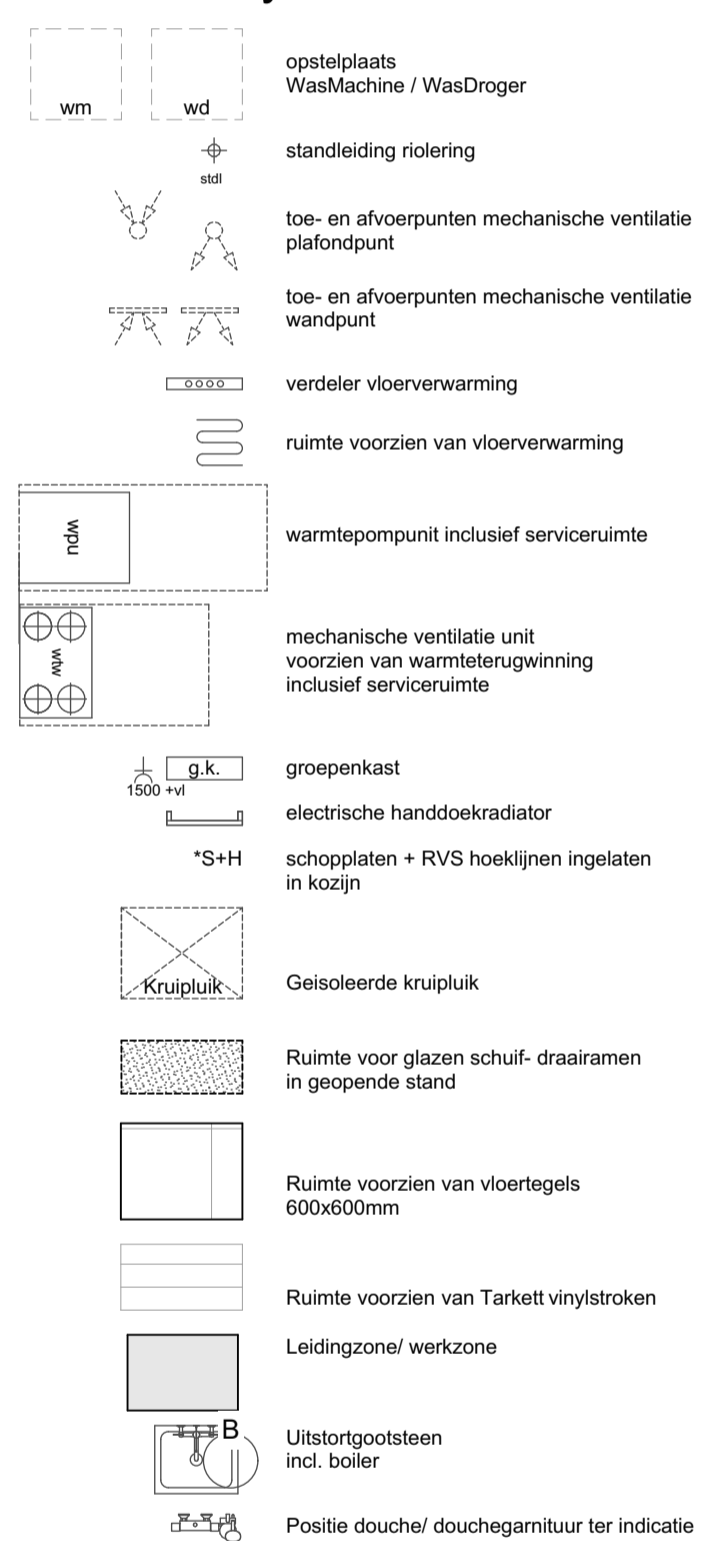 opstelplaats
WasMachine / WasDroger
wm wd
standleiding riolering
stdl
toe- en afvoerpunten mechanische ventilatie
plafondpunt
toe- en afvoerpunten mechanische ventilatie
wandpunt
verdeler vloerverwarming
ruimte voorzien van vloerverwarming
wpu
warmtepompunit inclusief serviceruimte
wtw
mechanische ventilatie unit
voorzien van warmteterugwinning
inclusief serviceruimte
g.k. groepenkast
1500 +vl
electrische handdoekradiator
*S+H schopplaten + RVS hoeklijnen ingelaten
in kozijn
Kruipluik Geisoleerde kruipluik
Ruimte voor glazen schuif- draairamen
in geopende stand
Ruimte voorzien van vloertegels
600x600mm
Ruimte voorzien van Tarkett vinylstroken
Leidingzone/ werkzone
B
Uitstortgootsteen
incl. boiler
Positie douche/ douchegarnituur ter indicatie